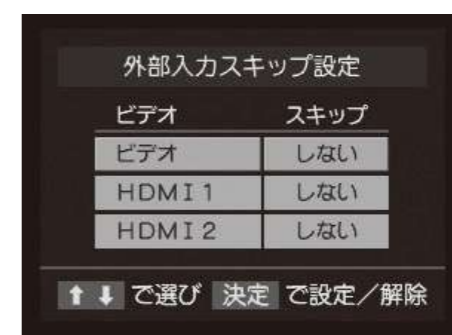 外部入力スキップ設定
ビデオ スキップ
ビデオ しない
HDMI1 しない
HDMI2 しない
⬆ ⬇ で選び 決定 で設定／解除